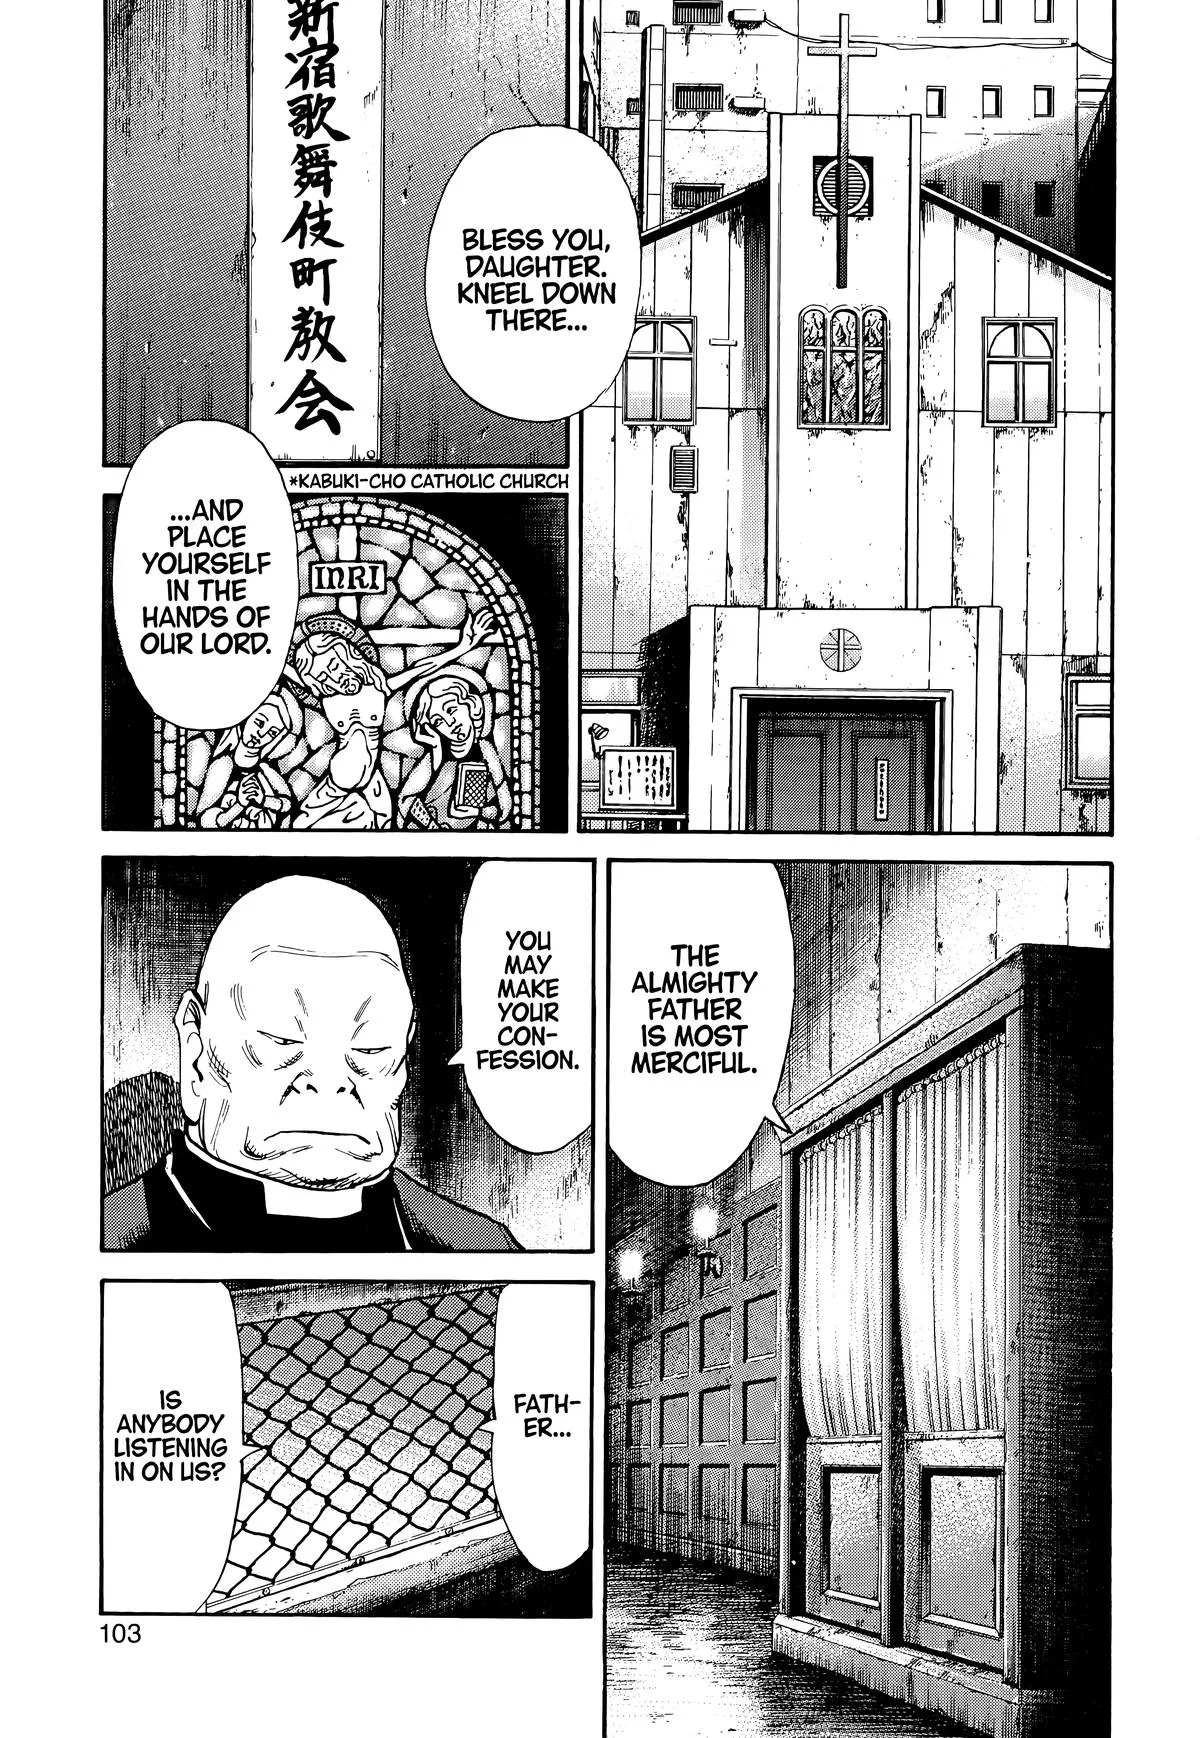 新宿歌舞伎町教会
BLESS YOU,
DAUGHTER.
KNEEL DOWN
THERE...
*KABUKI-CHO CATHOLIC CHURCH
...AND
PLACE
YOURSELF
IN THE
HANDS OF
OUR LORD.
INRI
THE
ALMIGHTY
FATHER
IS MOST
MERCIFUL.
YOU
MAY
MAKE
YOUR
CON-
FESSION.
FATH-
ER...
IS
ANYBODY
LISTENING
IN ON US?
103